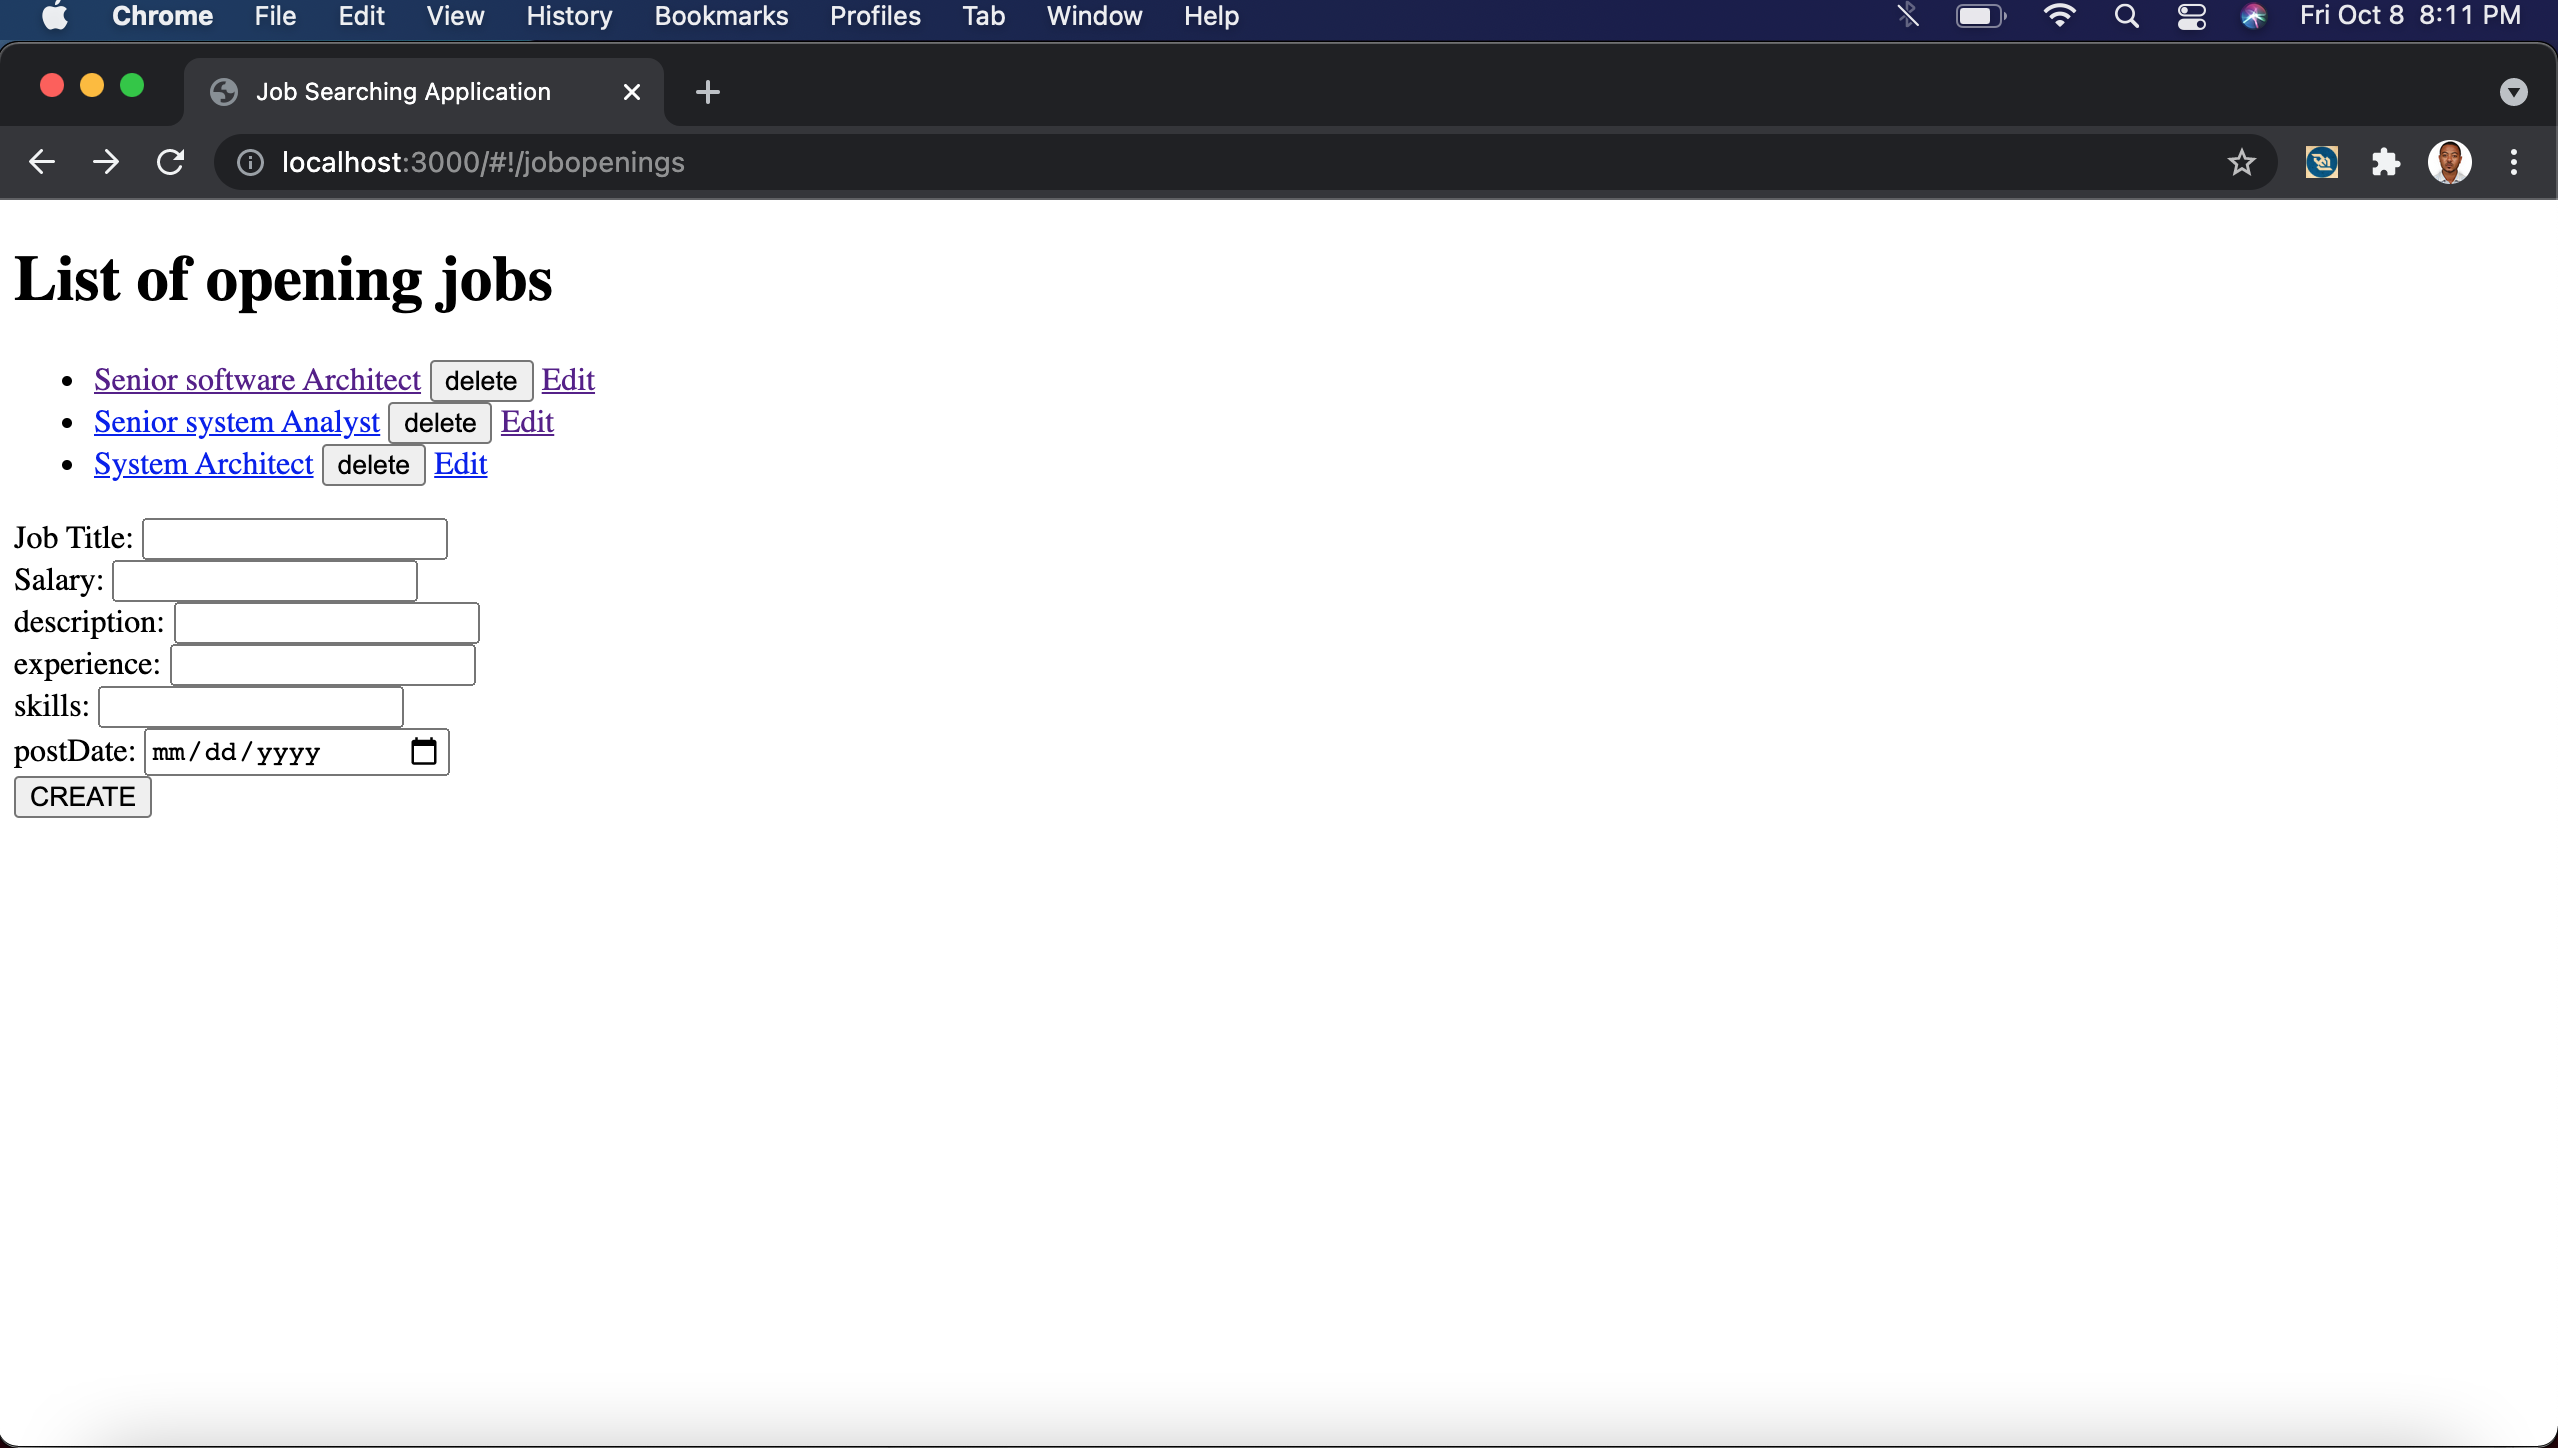 Chrome File Edit View History Bookmarks Profiles Tab Window Help Fri Oct 8 8:11 PM
Job Searching Application
localhost:3000/#!/jobopenings
List of opening jobs
Senior software Architect delete Edit
Senior system Analyst delete Edit
System Architect delete Edit
Job Title:
Salary:
description:
experience:
skills:
postDate: mm/dd/yyyy
CREATE